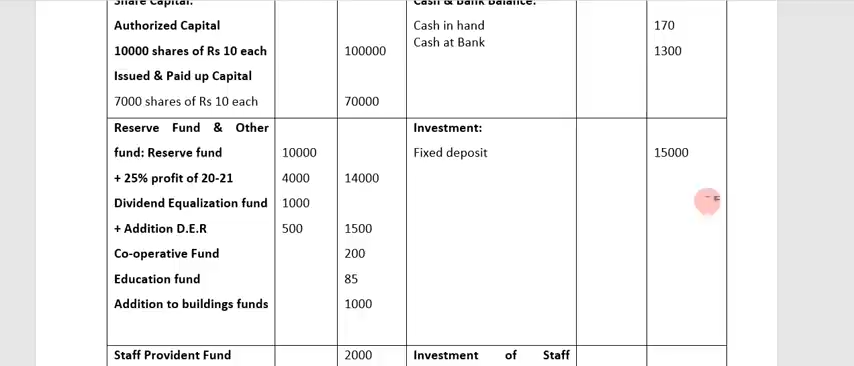 Share Capital:
Cash & Bank Balance:
Authorized Capital
Cash in hand
170
Cash at Bank
10000 shares of Rs 10 each
100000
1300
Issued & Paid up Capital
7000 shares of Rs 10 each
70000
Reserve Fund & Other
Investment:
fund: Reserve fund
10000
Fixed deposit
15000
+ 25% profit of 20-21
4000
14000
Dividend Equalization fund
1000
+ Addition D.E.R
500
1500
Co-operative Fund
200
Education fund
85
Addition to buildings funds
1000
Staff Provident Fund
2000
Investment of Staff